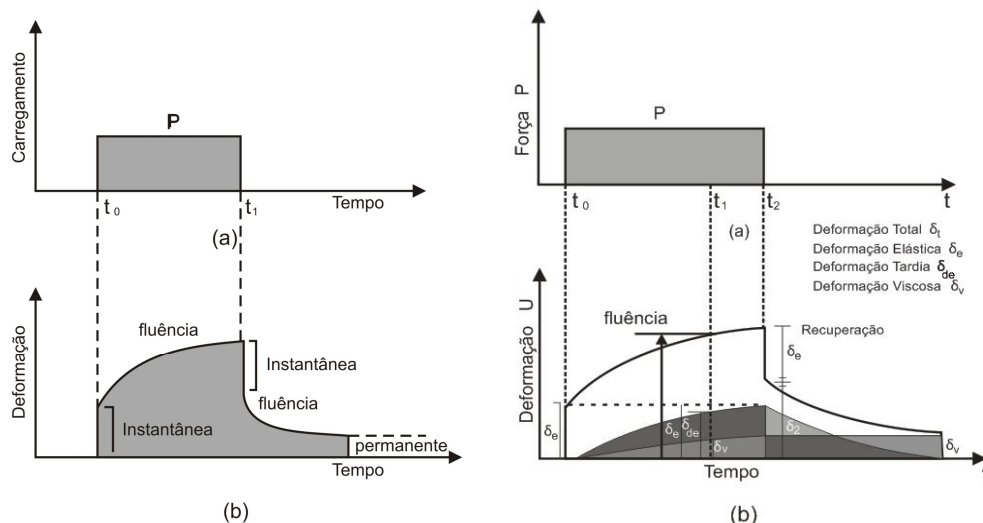 Carregamento
P
t0
t1
Tempo
(a)
Deformação
fluência
Instantânea
fluência
Instantânea
permanente
Tempo
(b)
Força P
P
t0
t1
t2
t
(a)
Deformação Total δt
Deformação Elástica δe
Deformação Tardia δde
Deformação Viscosa δv
Deformação U
fluência
Recuperação
δe
δe
δe
δde
δv
δ2
δv
Tempo
(b)